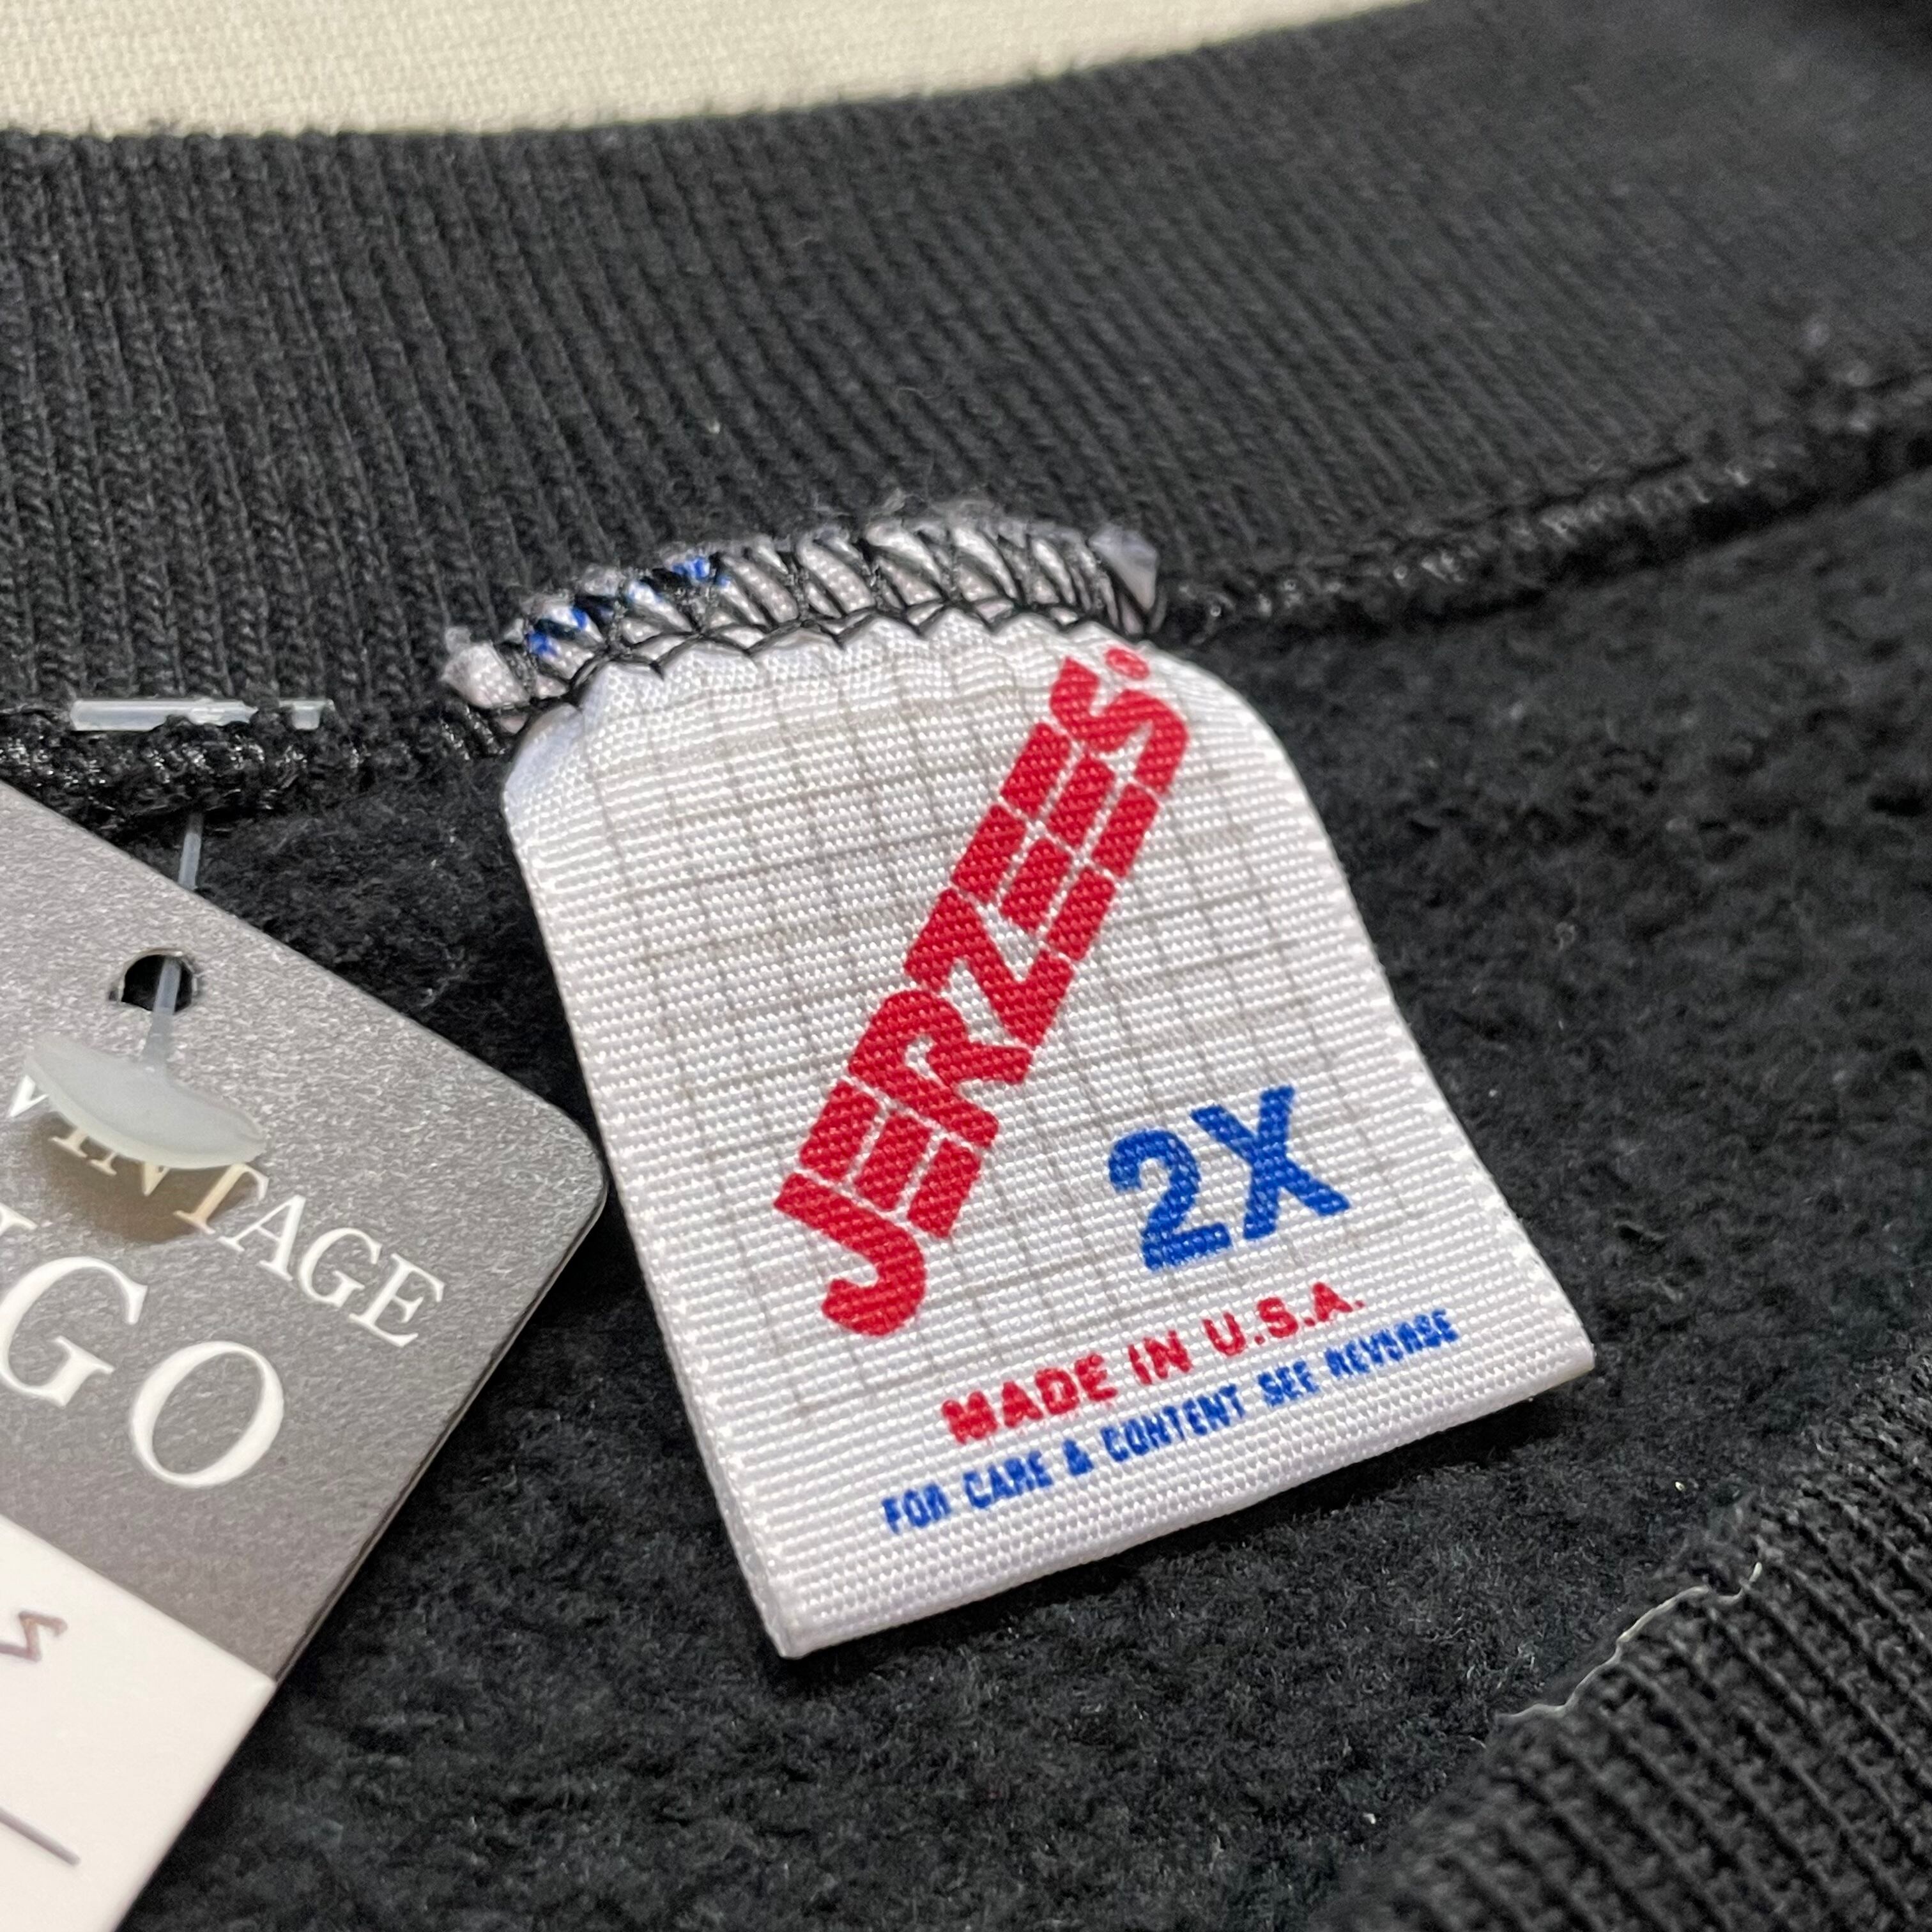 JERZEES.
2X
MADE IN U.S.A.
FOR CARE & CONTENT SEE REVERSE
VINTAGE
GO